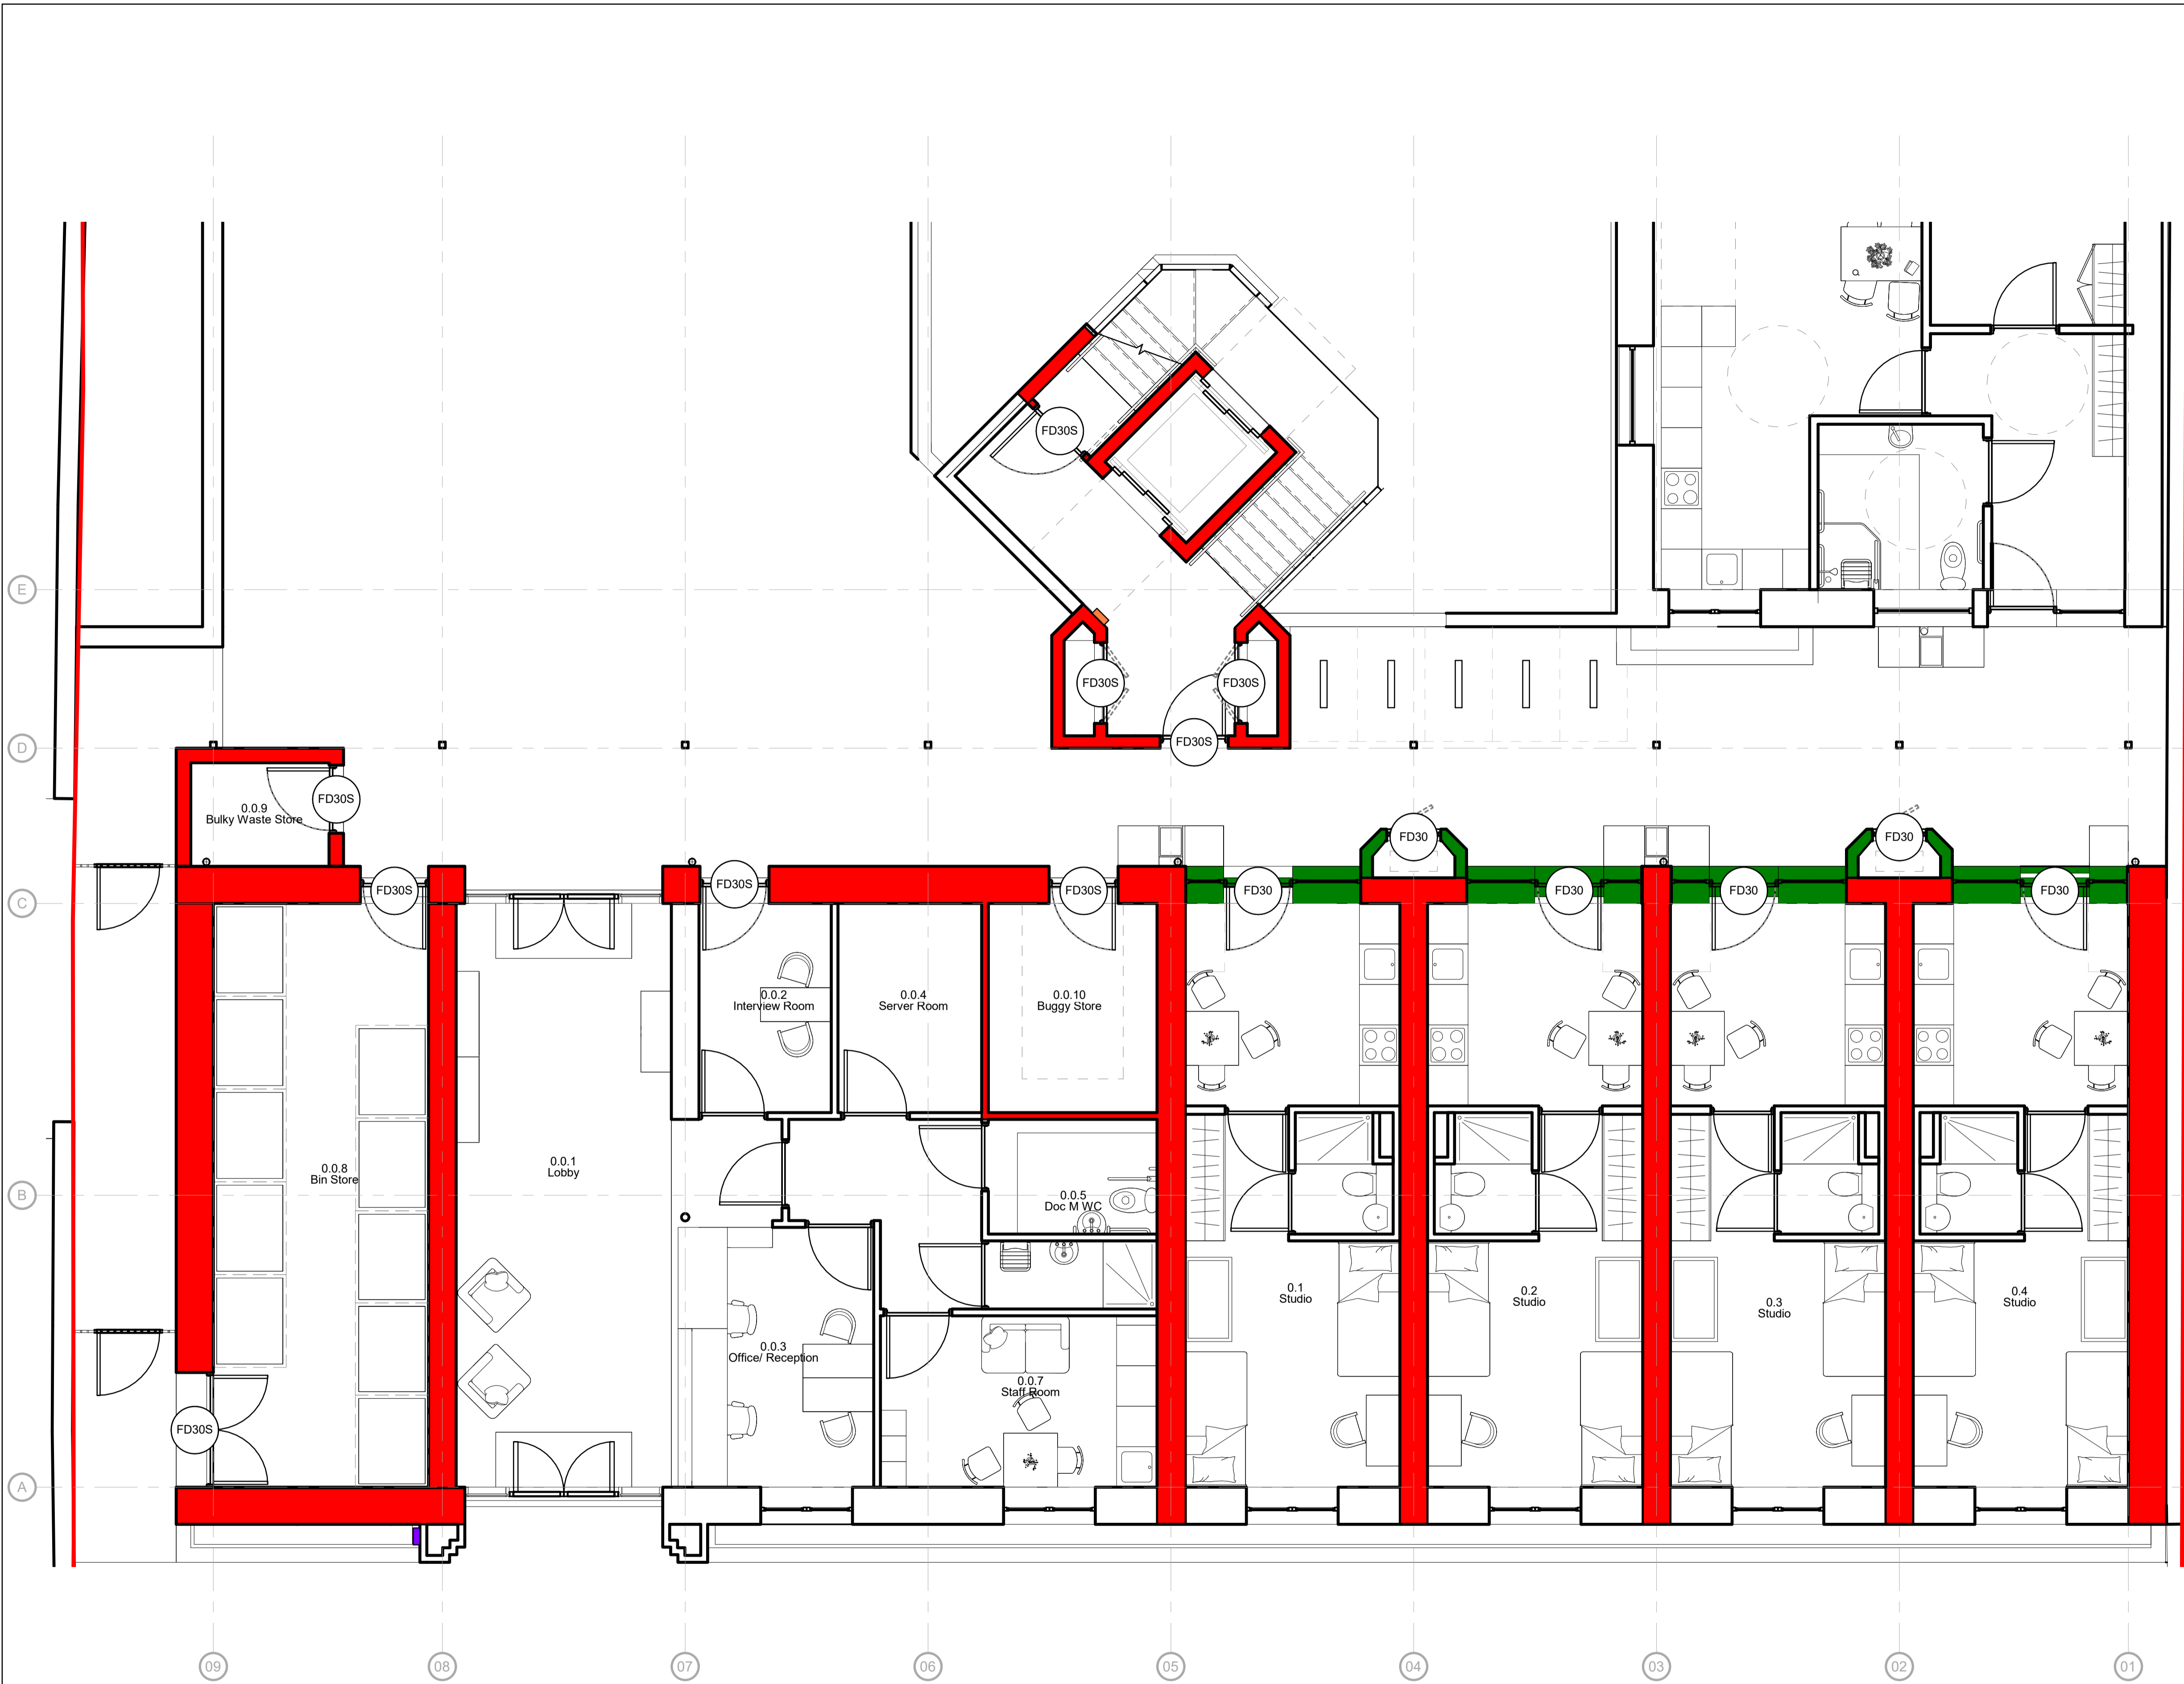 FD30S
E
FD30S
FD30S
D
FD30S
0.0.9
Bulky Waste Store
FD30S
FD30
FD30
FD30S
FD30S
FD30S
FD30
FD30
FD30
FD30
C
0.0.2
Interview Room
0.0.4
Server Room
0.0.10
Buggy Store
0.0.8
Bin Store
0.0.1
Lobby
B
0.0.5
Doc M WC
0.1
Studio
0.2
Studio
0.3
Studio
0.4
Studio
0.0.3
Office/ Reception
0.0.7
Staff Room
FD30S
A
09
08
07
06
05
04
03
02
01